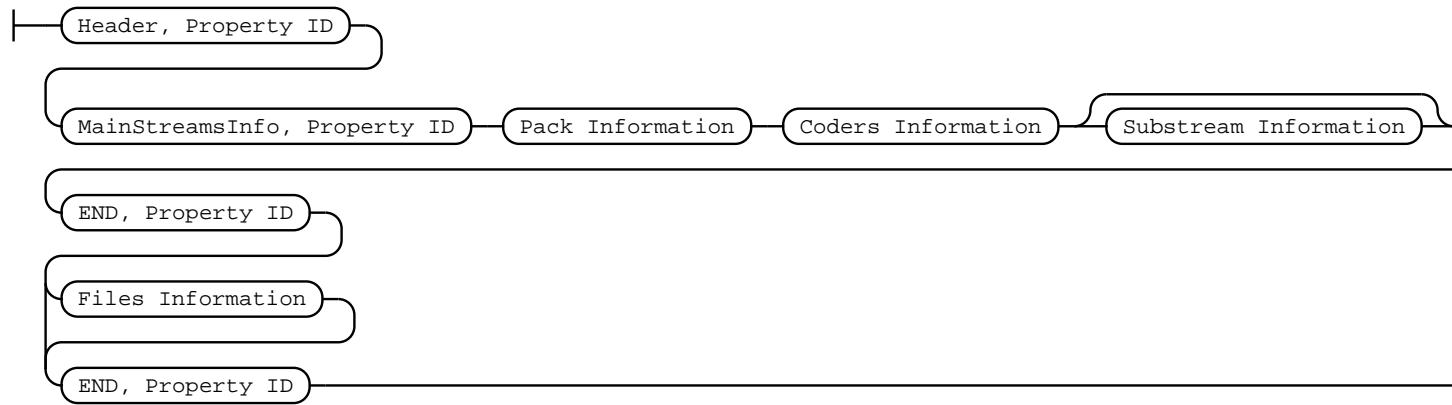 Header, Property ID
MainStreamsInfo, Property ID Pack Information Coders Information Substream Information
END, Property ID
Files Information
END, Property ID